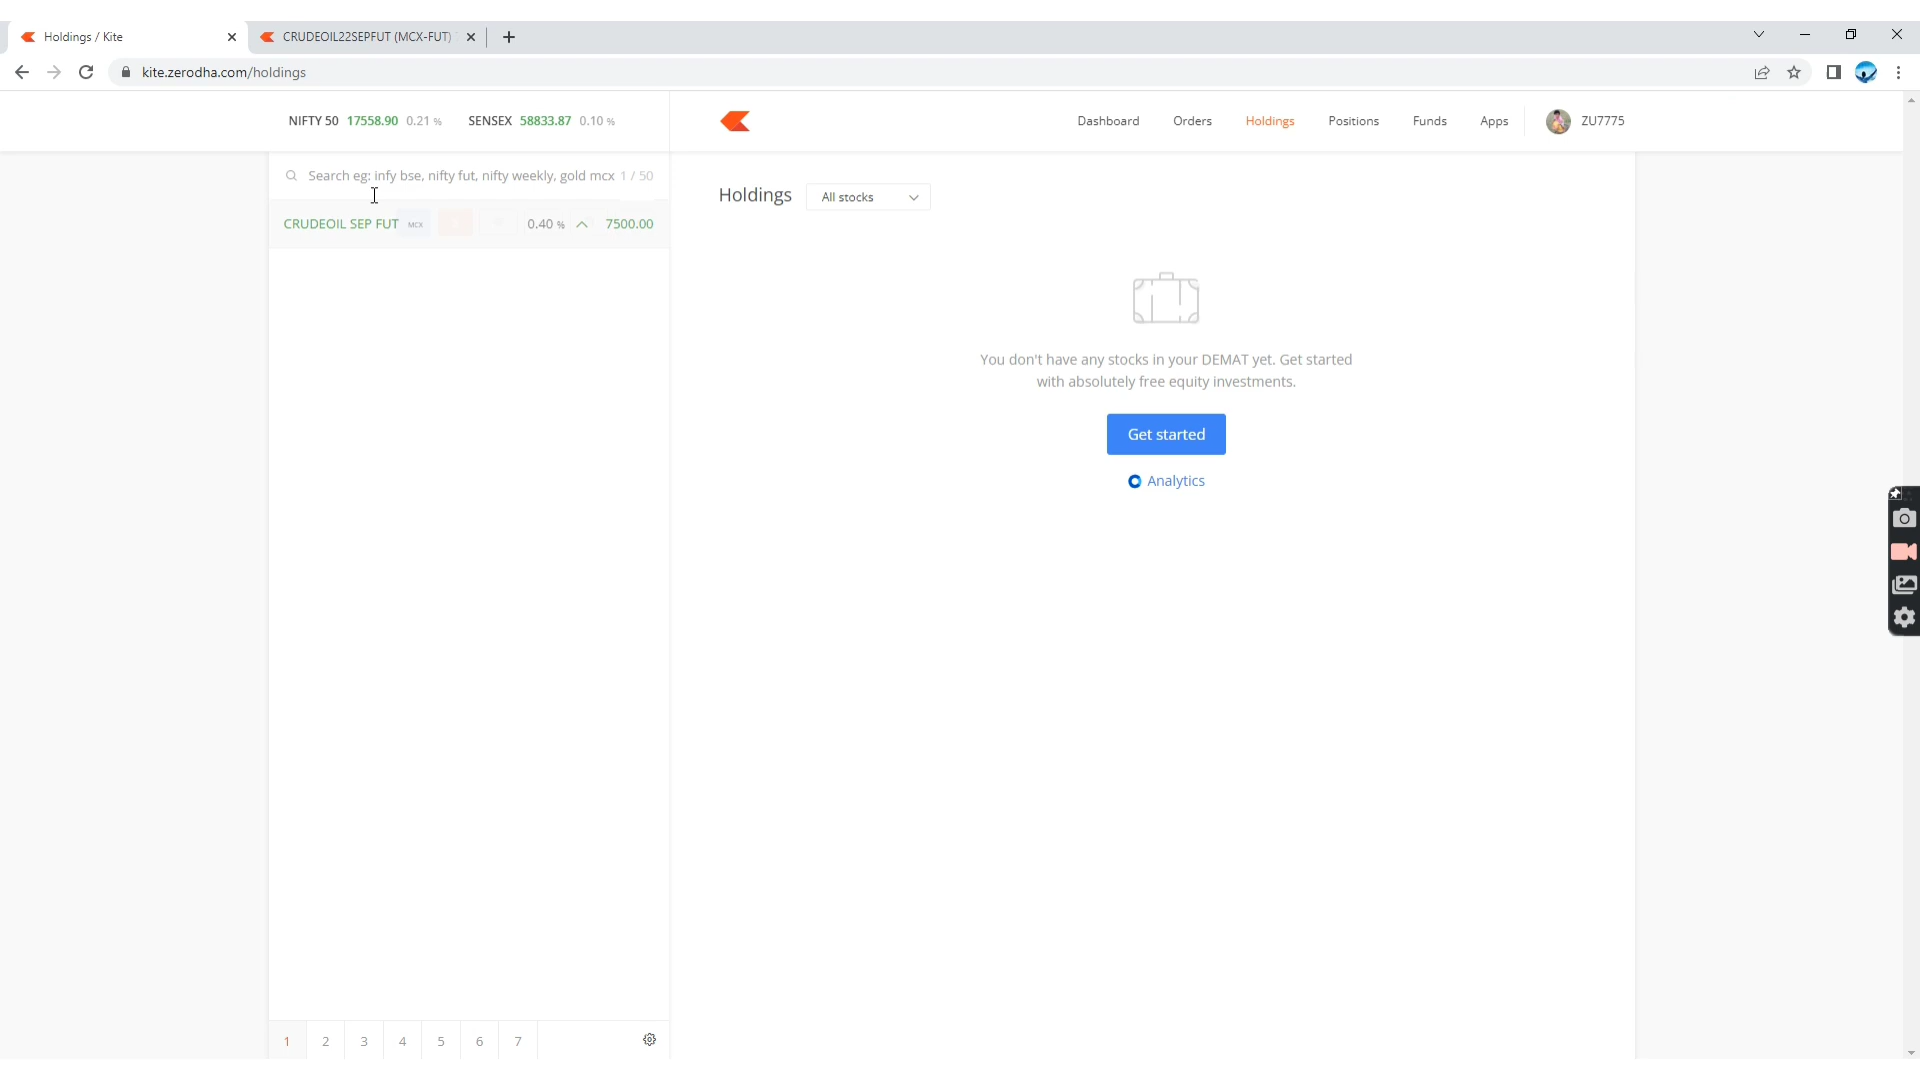 Holdings / Kite
CRUDEOIL22SEPFUT (MCX-FUT)
kite.zerodha.com/holdings
NIFTY 50 17558.90 0.21 % SENSEX 58833.87 0.10 %
Dashboard Orders Holdings Positions Funds Apps ZU7775
Search eg: infy bse, nifty fut, nifty weekly, gold mcx 1 / 50
Holdings All stocks
CRUDEOIL SEP FUT MCX 0.40 % 7500.00
You don't have any stocks in your DEMAT yet. Get started
with absolutely free equity investments.
Get started
Analytics
1 2 3 4 5 6 7